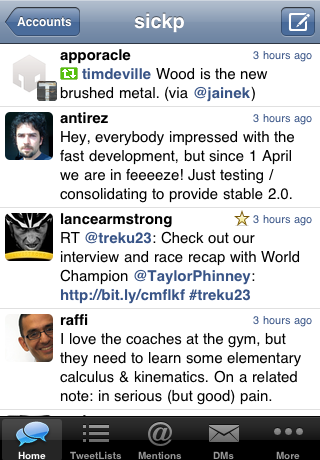 Accounts
sickp
apporacle
3 hours ago
timdeville Wood is the new
brushed metal. (via @jainek)
antirez
3 hours ago
Hey, everybody impressed with the
fast development, but since 1 April
we are in feeeze! Just testing /
consolidating to provide stable 2.0.
lancearmstrong
3 hours ago
RT @treku23: Check out our
interview and race recap with World
Champion @TaylorPhinney:
http://bit.ly/cmflkf #treku23
raffi
3 hours ago
I love the coaches at the gym, but
they need to learn some elementary
calculus & kinematics. On a related
note: in serious (but good) pain.
Home
TweetLists
Mentions
DMs
More